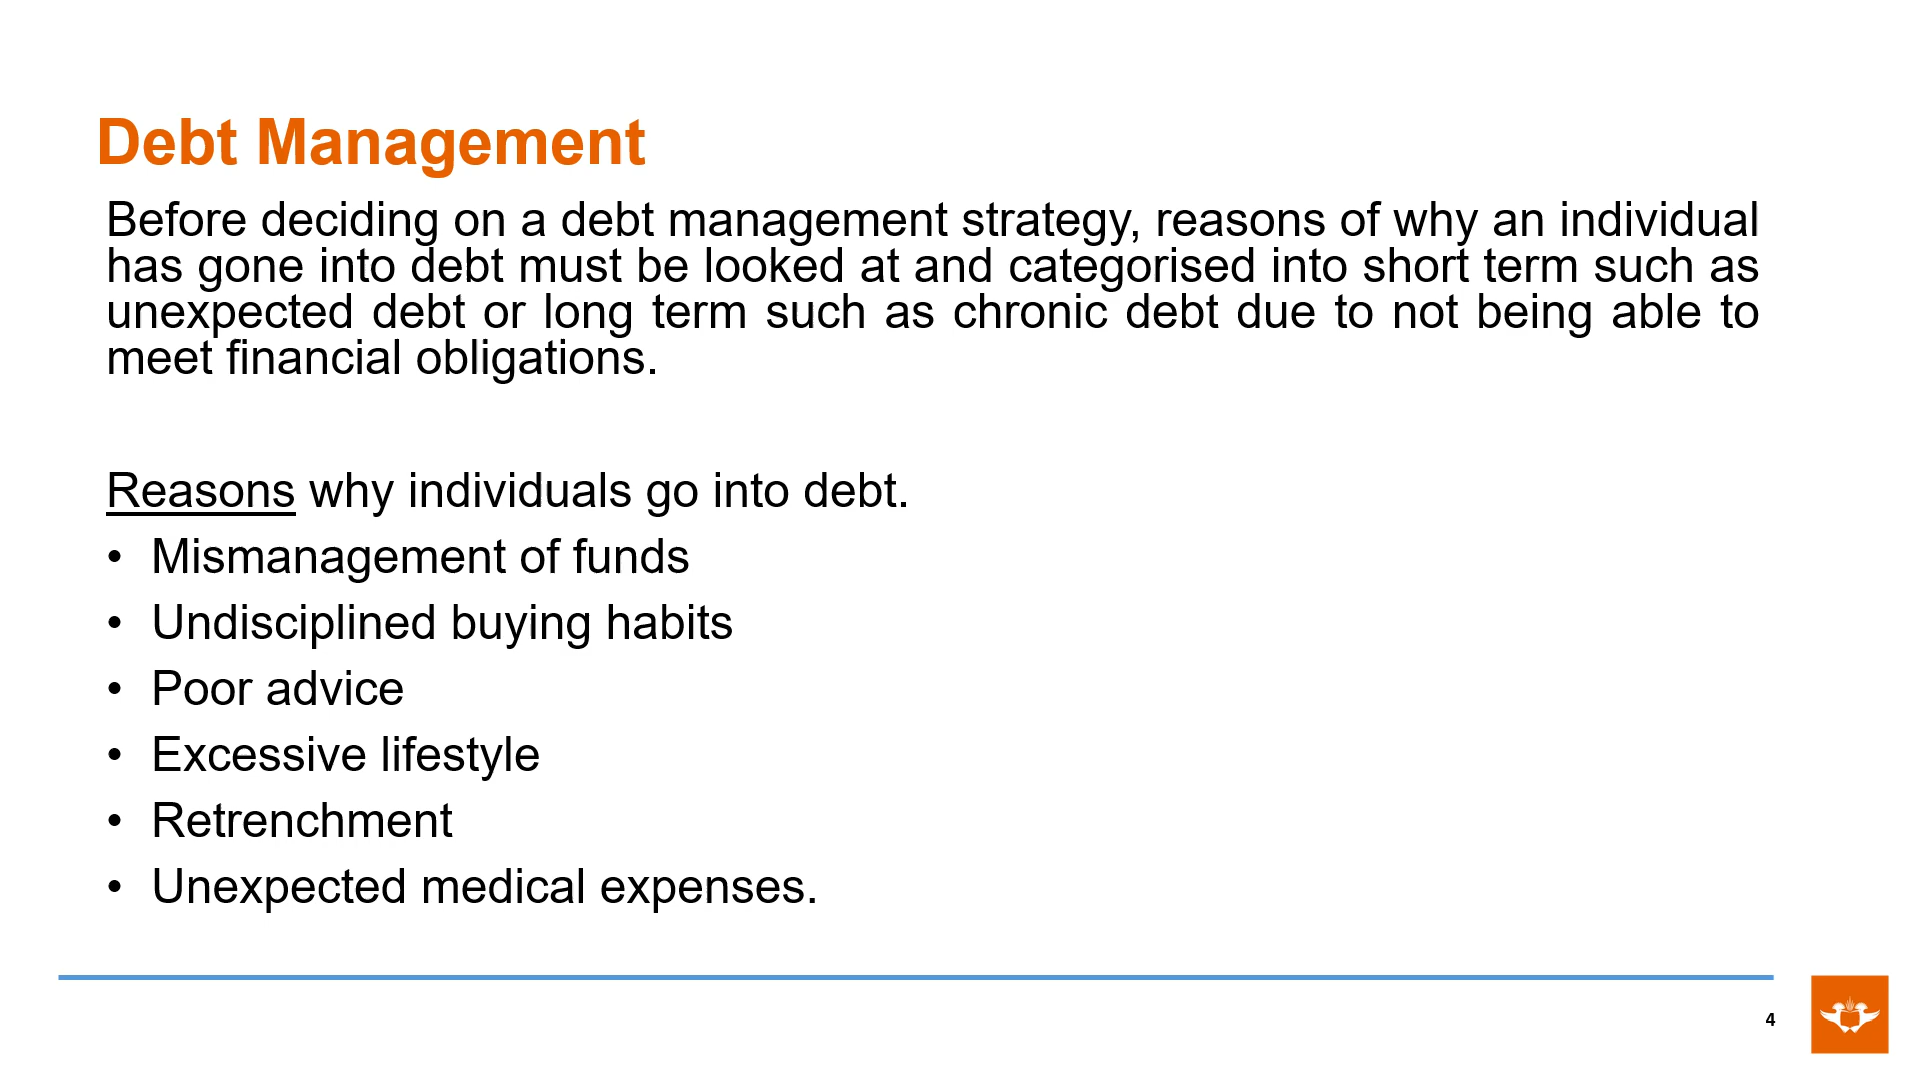 Debt Management
Before deciding on a debt management strategy, reasons of why an individual
has gone into debt must be looked at and categorised into short term such as
unexpected debt or long term such as chronic debt due to not being able to
meet financial obligations.
Reasons why individuals go into debt.
• Mismanagement of funds
• Undisciplined buying habits
• Poor advice
• Excessive lifestyle
• Retrenchment
• Unexpected medical expenses.
4